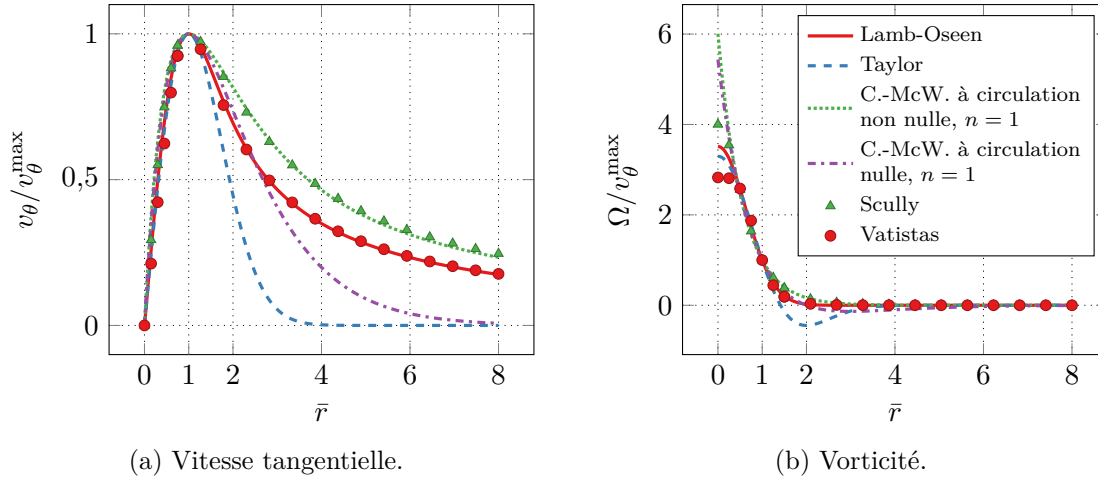 1
0,5
0
v_θ/v_θ^max
0 1 2 4 6 8
r̄
(a) Vitesse tangentielle.
6
4
2
0
Ω/v_θ^max
0 1 2 4 6 8
r̄
Lamb-Oseen
Taylor
C.-McW. à circulation
non nulle, n = 1
C.-McW. à circulation
nulle, n = 1
Scully
Vatistas
(b) Vorticité.